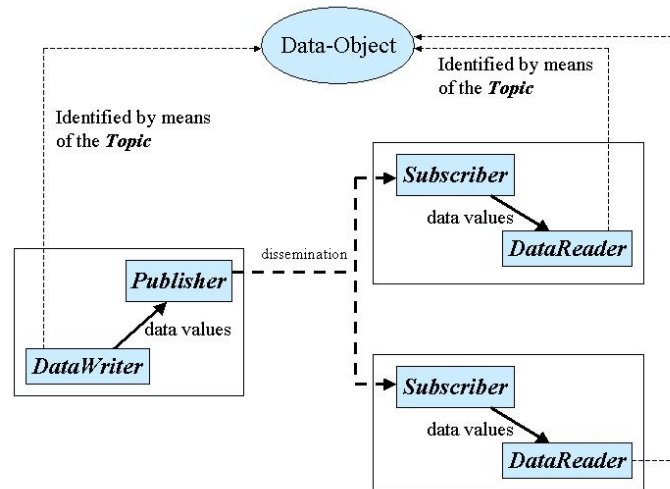 Data-Object
Identified by means
of the Topic
Identified by means
of the Topic
Subscriber
data values
DataReader
dissemination
Publisher
data values
DataWriter
Subscriber
data values
DataReader